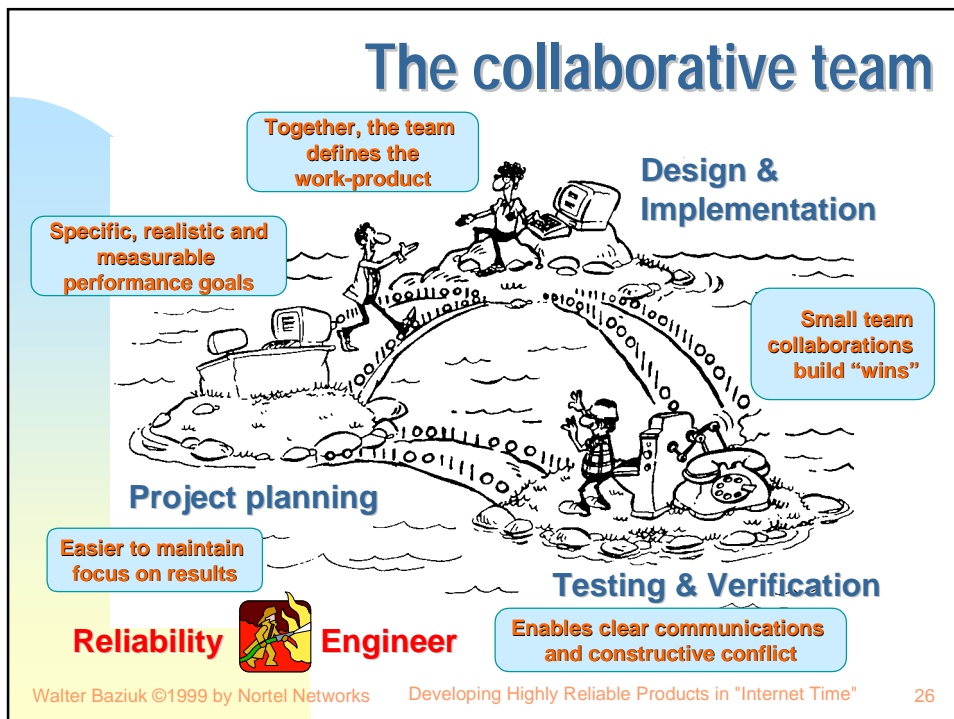 The collaborative team
Together, the team
defines the
work-product
Design &
Implementation
Specific, realistic and
measurable
performance goals
Small team
collaborations
build “wins”
Project planning
Easier to maintain
focus on results
Testing & Verification
Reliability Engineer
Enables clear communications
and constructive conflict
Walter Baziuk ©1999 by Nortel Networks Developing Highly Reliable Products in "Internet Time" 26